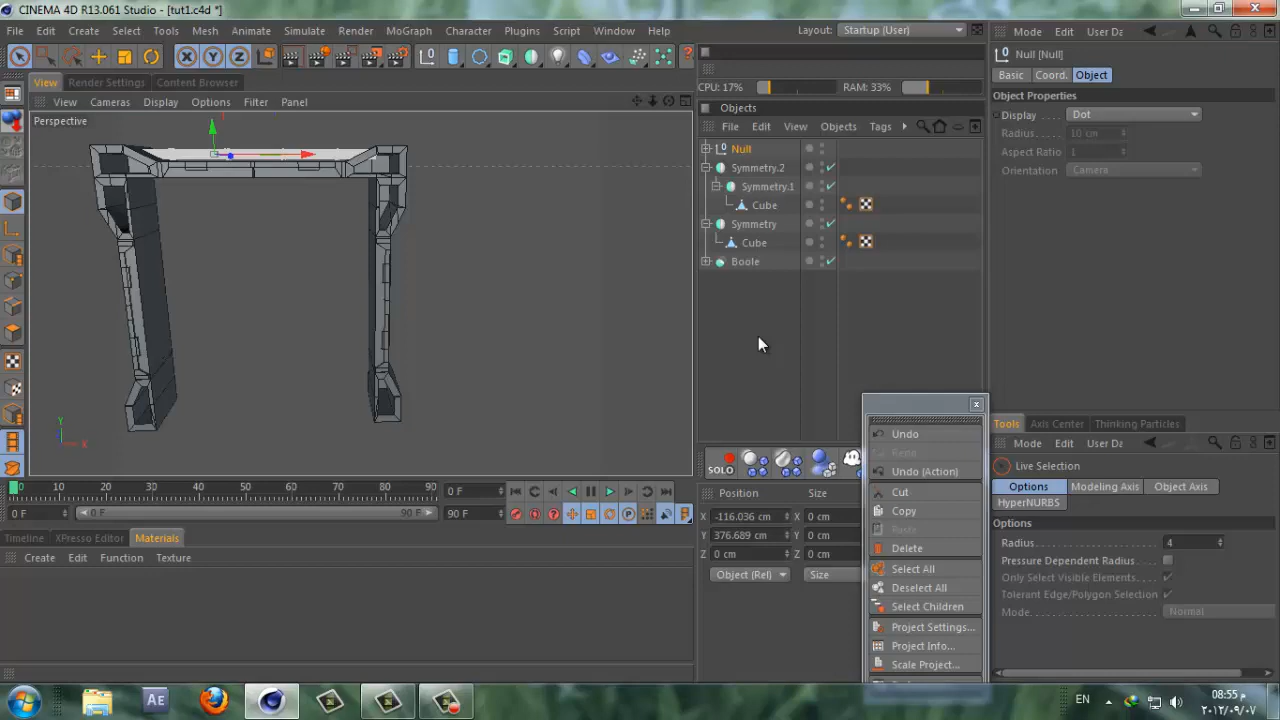 CINEMA 4D R13.061 Studio - [tut1.c4d *]
File Edit Create Select Tools Mesh Animate Simulate Render MoGraph Character Plugins Script Window Help Layout: Startup (User)
View Render Settings Content Browser
View Cameras Display Options Filter Panel
Perspective
Y
X
CPU: 17% RAM: 33%
Objects
File Edit View Objects Tags
Null
Symmetry.2
Symmetry.1
Cube
Symmetry
Cube
Boole
SOLO
Mode Edit User Da
Null [Null]
Basic Coord. Object
Object Properties
Display Dot
Radius 10 cm
Aspect Ratio 1
Orientation Camera
0 10 20 30 40 50 60 70 80 90 0 F
0 F 0 F 90 F 90 F
Timeline XPresso Editor Materials
Create Edit Function Texture
Position Size
X -116.036 cm X 0 cm
Y 376.689 cm Y 0 cm
Z 0 cm Z 0 cm
Object (Rel) Size
Undo
Redo
Undo (Action)
Cut
Copy
Paste
Delete
Select All
Deselect All
Select Children
Project Settings...
Project Info...
Scale Project...
Tools Axis Center Thinking Particles
Mode Edit User Da
Live Selection
Options Modeling Axis Object Axis
HyperNURBS
Options
Radius 4
Pressure Dependent Radius
Only Select Visible Elements
Tolerant Edge/Polygon Selection
Mode Normal
Ae
EN
08:55 م
٢٠١٢/٠٩/٠٧